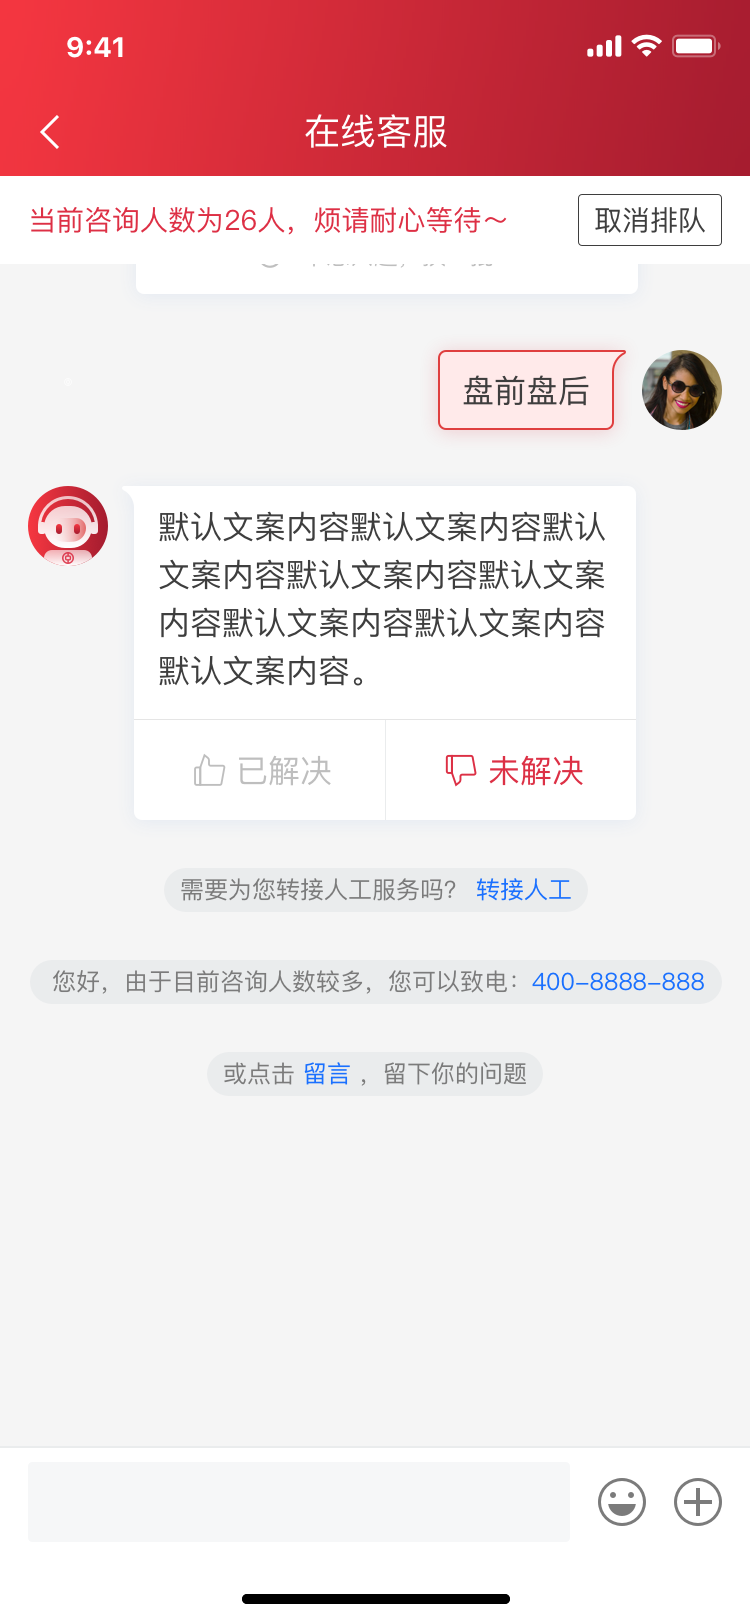 9:41
在线客服
当前咨询人数为26人，烦请耐心等待～
取消排队
盘前盘后
默认文案内容默认文案内容默认
文案内容默认文案内容默认文案
内容默认文案内容默认文案内容
默认文案内容。
已解决
未解决
需要为您转接人工服务吗？ 转接人工
您好，由于目前咨询人数较多，您可以致电：400-8888-888
或点击 留言 ，留下你的问题